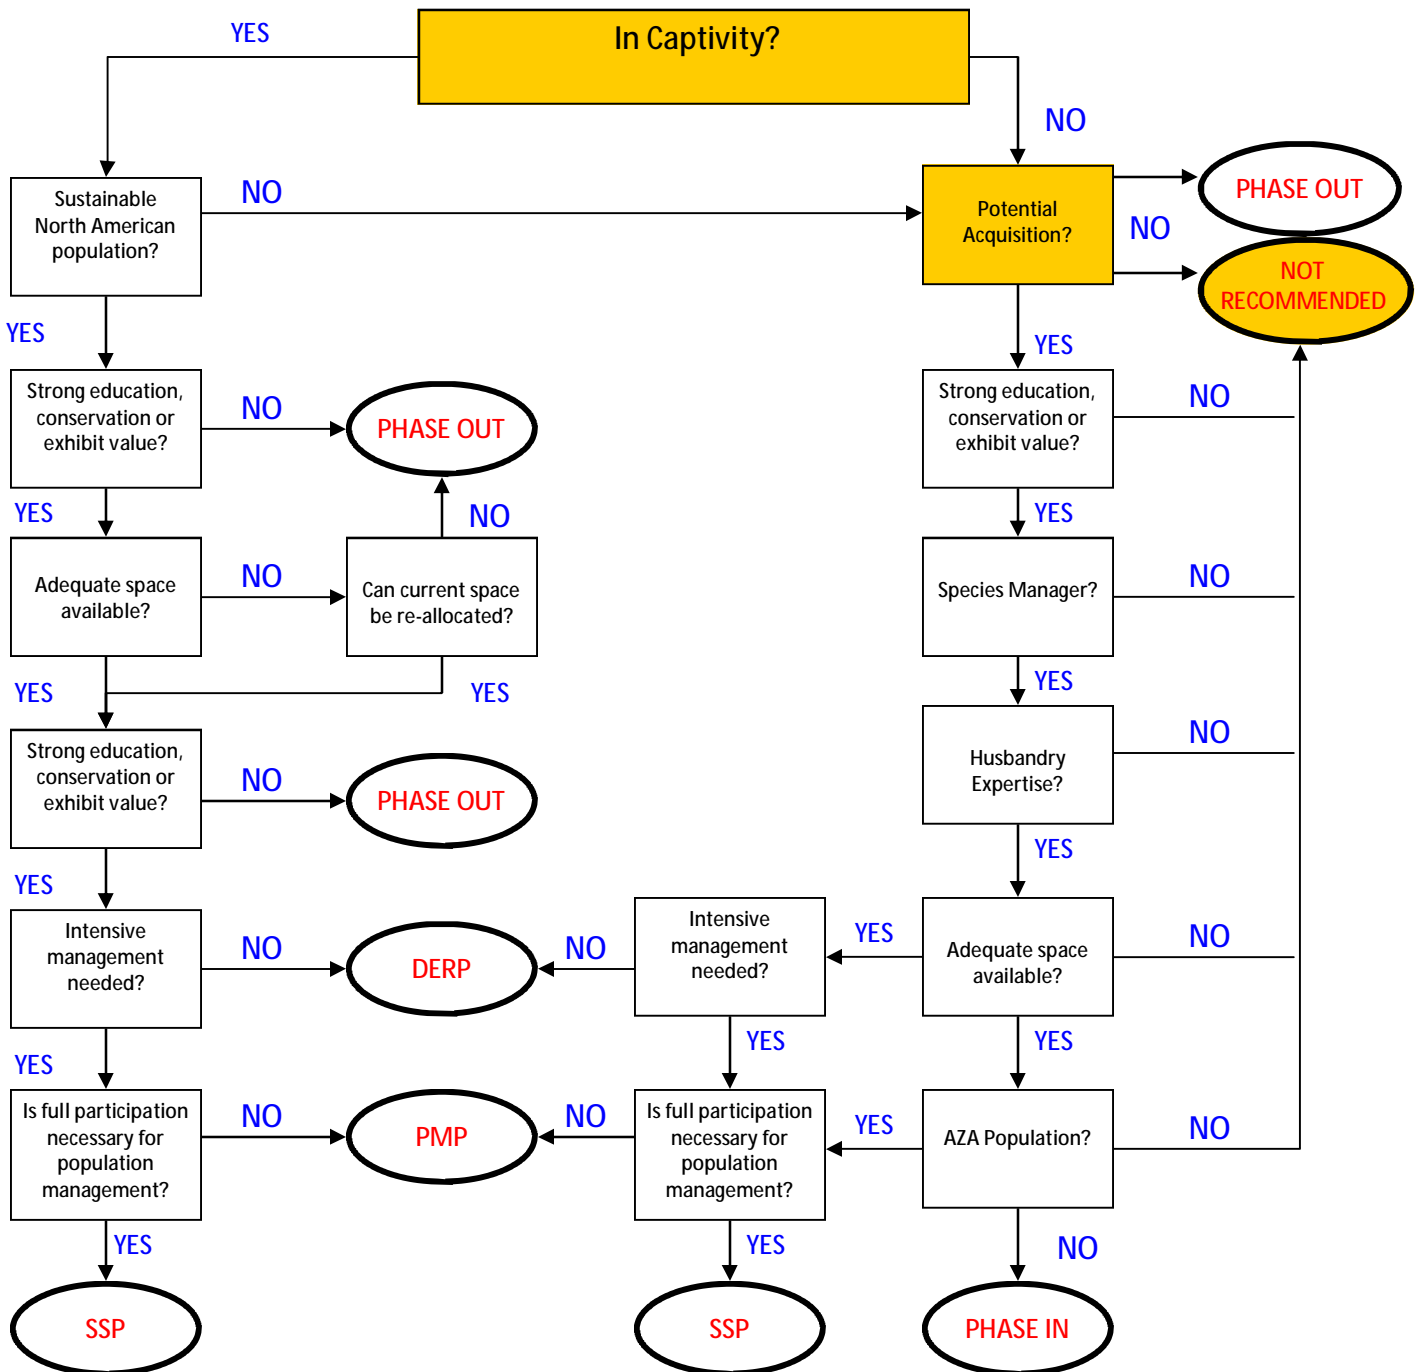 In Captivity?
YES
NO
Sustainable
North American
population?
NO
Potential
Acquisition?
PHASE OUT
NO
NOT
RECOMMENDED
YES
YES
Strong education,
conservation or
exhibit value?
NO
PHASE OUT
Strong education,
conservation or
exhibit value?
NO
YES
NO
YES
Adequate space
available?
NO
Can current space
be re-allocated?
Species Manager?
NO
YES
YES
YES
Strong education,
conservation or
exhibit value?
NO
PHASE OUT
Husbandry
Expertise?
NO
YES
YES
Intensive
management
needed?
NO
DERP
NO
Intensive
management
needed?
YES
Adequate space
available?
NO
YES
YES
YES
Is full participation
necessary for
population
management?
NO
PMP
NO
Is full participation
necessary for
population
management?
YES
AZA Population?
NO
YES
YES
NO
SSP
SSP
PHASE IN